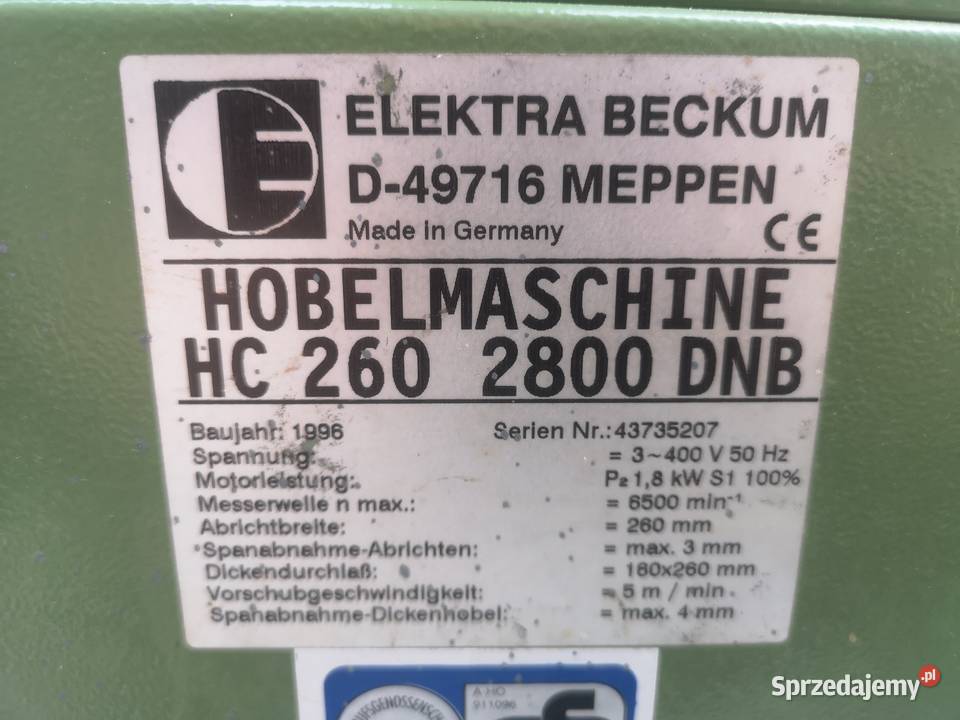 ELEKTRA BECKUM
D-49716 MEPPEN
Made in Germany CE
HOBELMASCHINE
HC 260 2800 DNB
Baujahr: 1996 Serien Nr.: 43735207
Spannung: = 3~400 V 50 Hz
Motorleistung: P2 1,8 kW S1 100%
Messerwelle n max.: = 6500 min⁻¹
Abrichtbreite: = 260 mm
Spanabnahme-Abrichten: = max. 3 mm
Dickendurchlaß: = 160x260 mm
Vorschubgeschwindigkeit: = 5 m / min.
Spanabnahme-Dickenhobel: = max. 4 mm
A-HO
911096
Sprzedajemy.pl